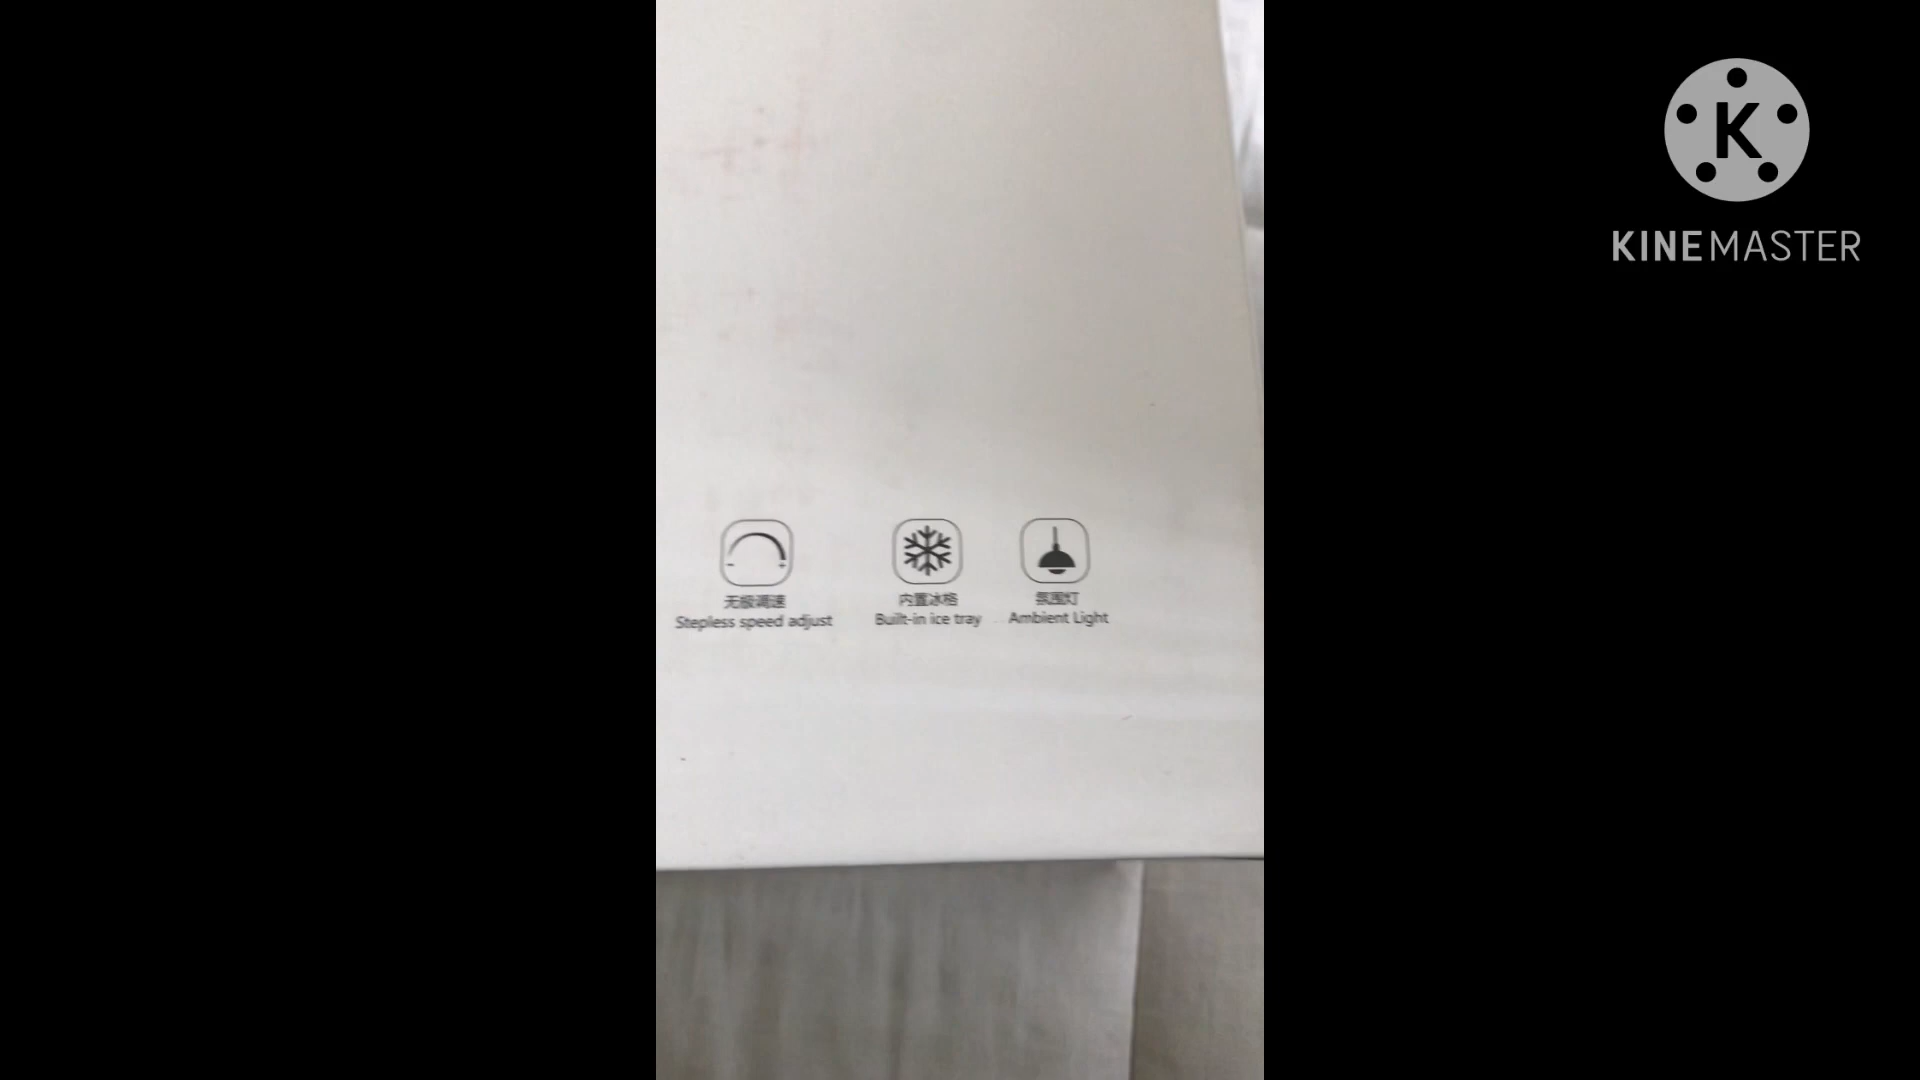 KINEMASTER
无极调速
Stepless speed adjust
内置冰格
Built-in ice tray
氛围灯
Ambient Light